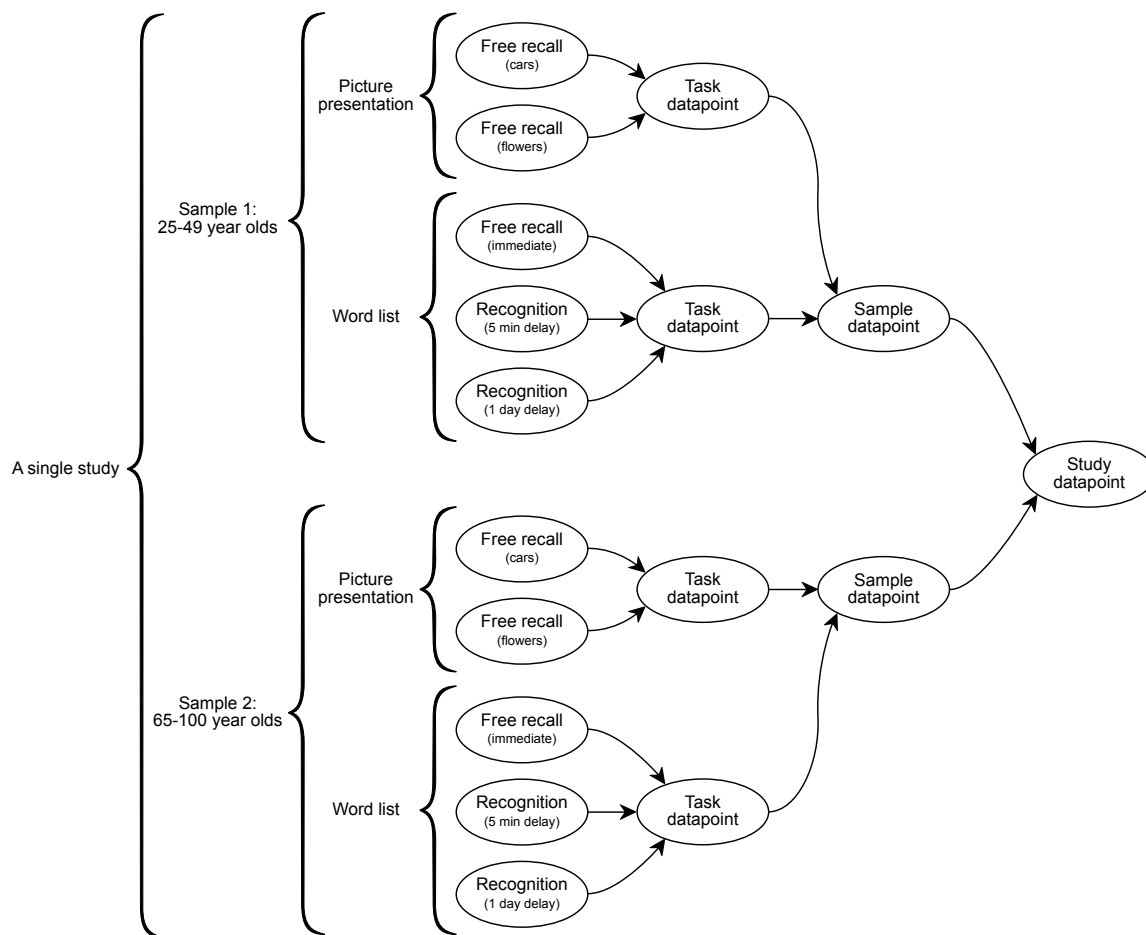 A single study
Sample 1:
25-49 year olds
Picture
presentation
Free recall
(cars)
Free recall
(flowers)
Task
datapoint
Word list
Free recall
(immediate)
Recognition
(5 min delay)
Recognition
(1 day delay)
Task
datapoint
Sample
datapoint
Study
datapoint
Sample 2:
65-100 year olds
Picture
presentation
Free recall
(cars)
Free recall
(flowers)
Task
datapoint
Sample
datapoint
Word list
Free recall
(immediate)
Recognition
(5 min delay)
Recognition
(1 day delay)
Task
datapoint